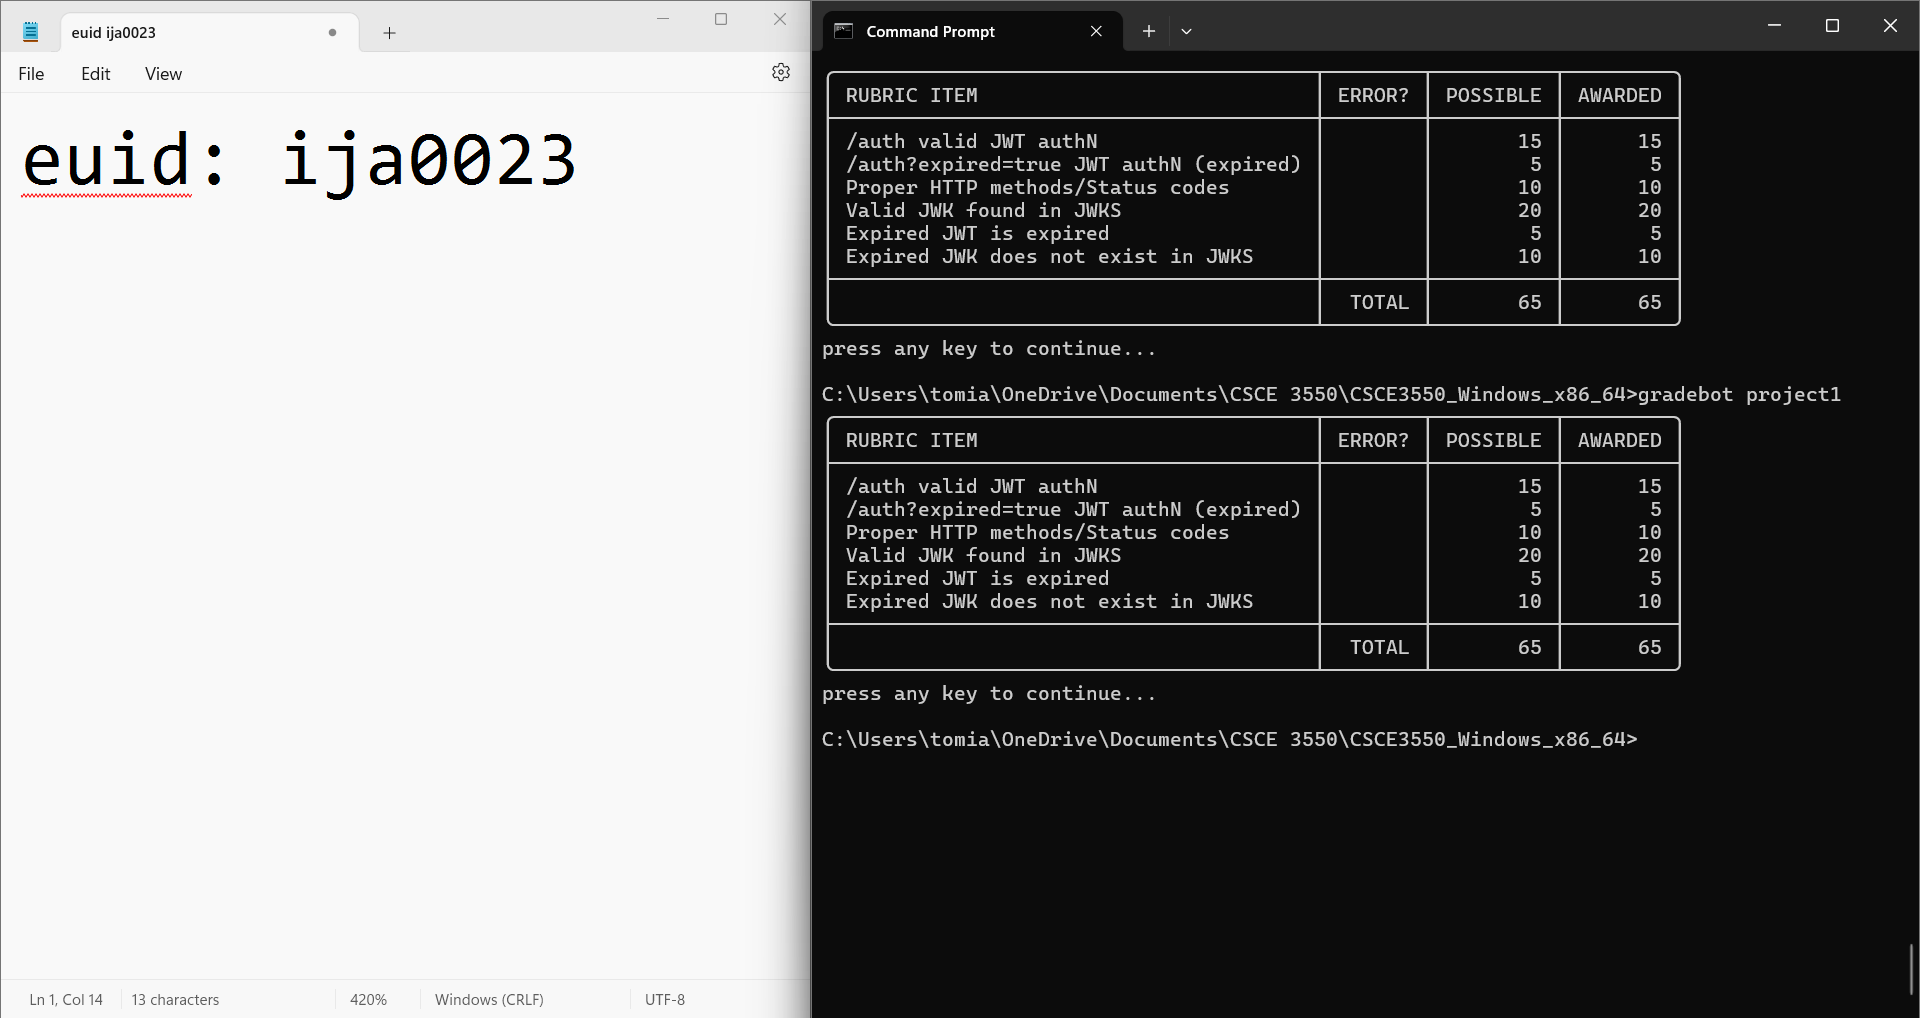 euid ija0023
File Edit View
euid: ija0023
Ln 1, Col 14 13 characters 420% Windows (CRLF) UTF-8
Command Prompt
RUBRIC ITEM ERROR? POSSIBLE AWARDED
/auth valid JWT authN 15 15
/auth?expired=true JWT authN (expired) 5 5
Proper HTTP methods/Status codes 10 10
Valid JWK found in JWKS 20 20
Expired JWT is expired 5 5
Expired JWK does not exist in JWKS 10 10
TOTAL 65 65
press any key to continue...
C:\Users\tomia\OneDrive\Documents\CSCE 3550\CSCE3550_Windows_x86_64>gradebot project1
RUBRIC ITEM ERROR? POSSIBLE AWARDED
/auth valid JWT authN 15 15
/auth?expired=true JWT authN (expired) 5 5
Proper HTTP methods/Status codes 10 10
Valid JWK found in JWKS 20 20
Expired JWT is expired 5 5
Expired JWK does not exist in JWKS 10 10
TOTAL 65 65
press any key to continue...
C:\Users\tomia\OneDrive\Documents\CSCE 3550\CSCE3550_Windows_x86_64>